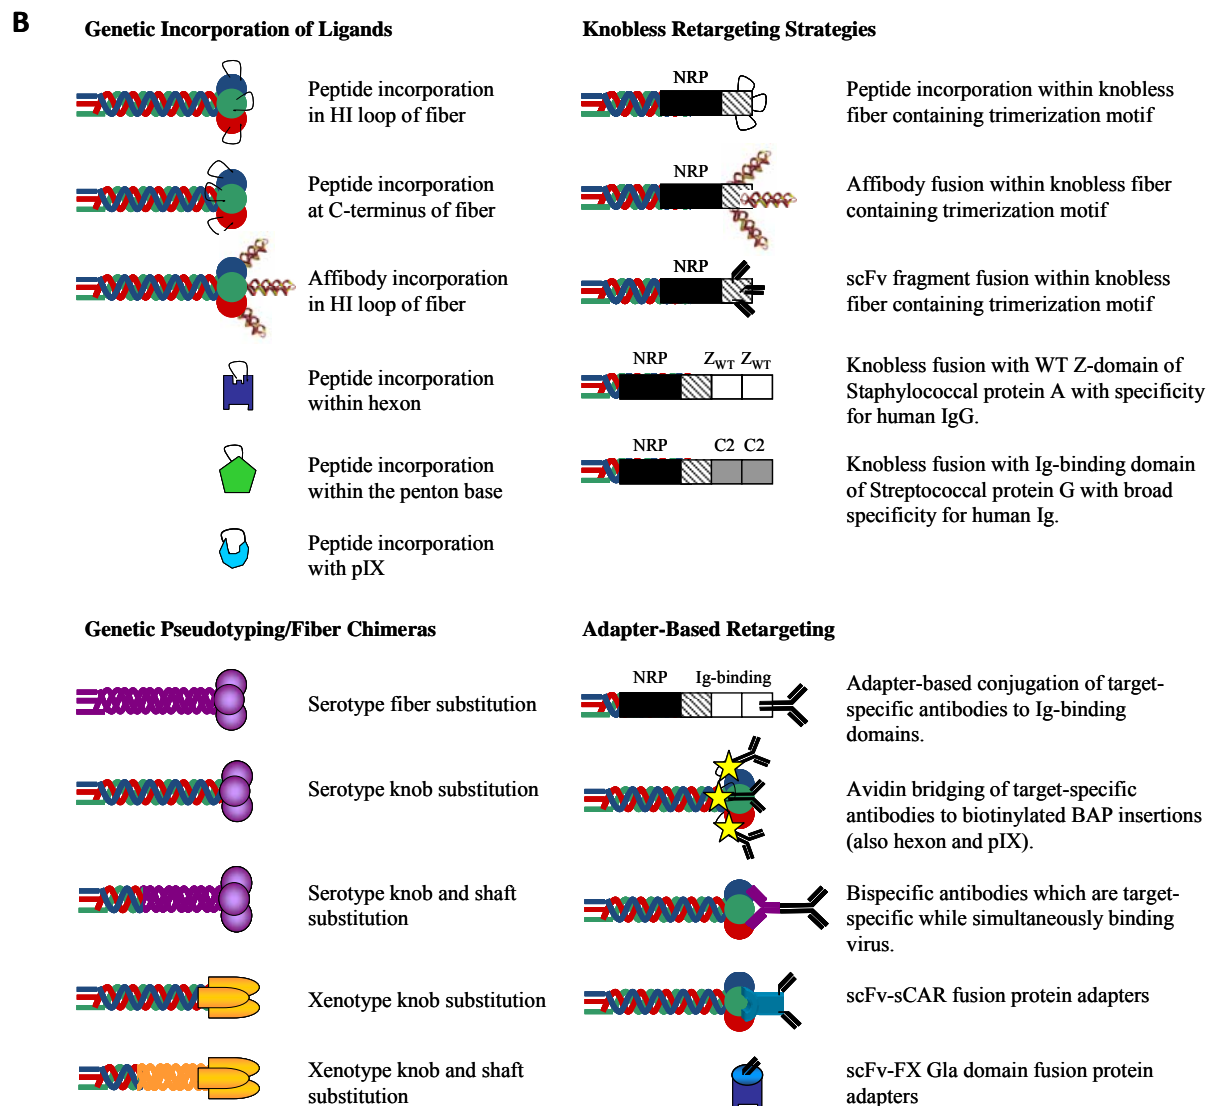 B
Genetic Incorporation of Ligands
Peptide incorporation
in HI loop of fiber
Peptide incorporation
at C-terminus of fiber
Affibody incorporation
in HI loop of fiber
Peptide incorporation
within hexon
Peptide incorporation
within the penton base
Peptide incorporation
with pIX
Knobless Retargeting Strategies
NRP
Peptide incorporation within knobless
fiber containing trimerization motif
NRP
Affibody fusion within knobless fiber
containing trimerization motif
NRP
scFv fragment fusion within knobless
fiber containing trimerization motif
NRP ZWT ZWT
Knobless fusion with WT Z-domain of
Staphylococcal protein A with specificity
for human IgG.
NRP C2 C2
Knobless fusion with Ig-binding domain
of Streptococcal protein G with broad
specificity for human Ig.
Genetic Pseudotyping/Fiber Chimeras
Serotype fiber substitution
Serotype knob substitution
Serotype knob and shaft
substitution
Xenotype knob substitution
Xenotype knob and shaft
substitution
Adapter-Based Retargeting
NRP Ig-binding
Adapter-based conjugation of target-
specific antibodies to Ig-binding
domains.
Avidin bridging of target-specific
antibodies to biotinylated BAP insertions
(also hexon and pIX).
Bispecific antibodies which are target-
specific while simultaneously binding
virus.
scFv-sCAR fusion protein adapters
scFv-FX Gla domain fusion protein
adapters